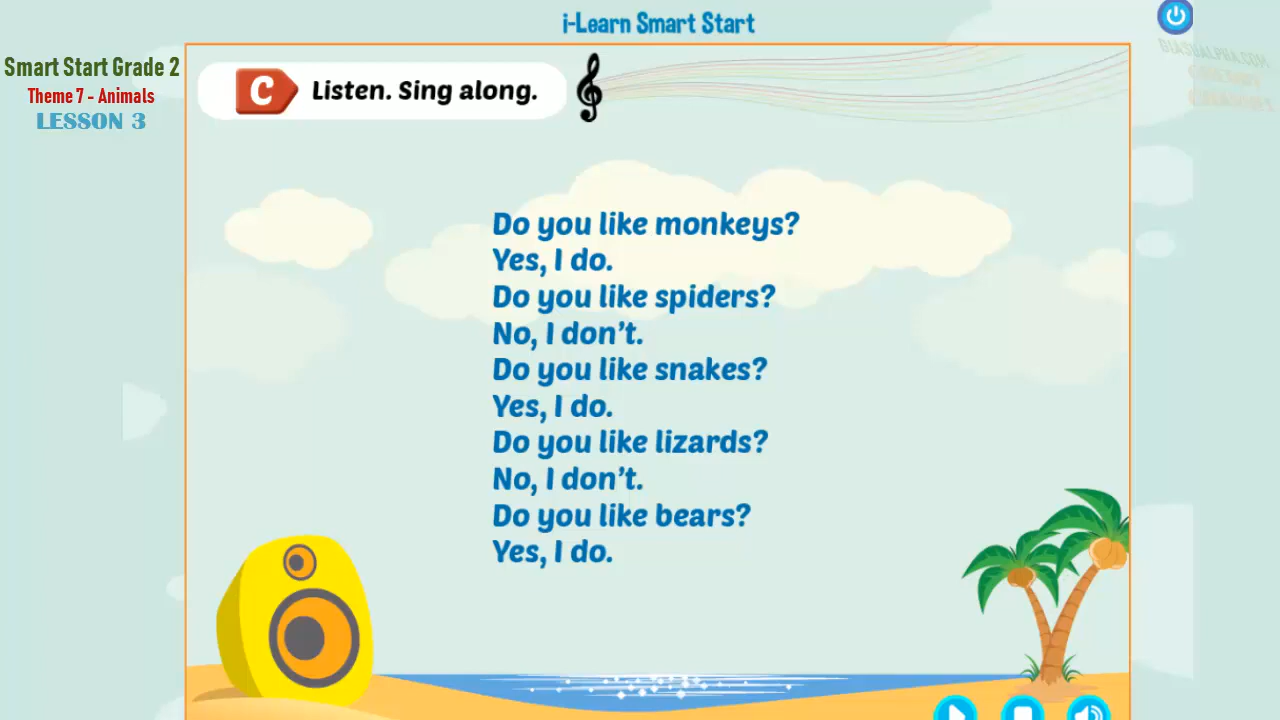 i-Learn Smart Start
Smart Start Grade 2
Theme 7 - Animals
LESSON 3
C Listen. Sing along.
Do you like monkeys?
Yes, I do.
Do you like spiders?
No, I don't.
Do you like snakes?
Yes, I do.
Do you like lizards?
No, I don't.
Do you like bears?
Yes, I do.